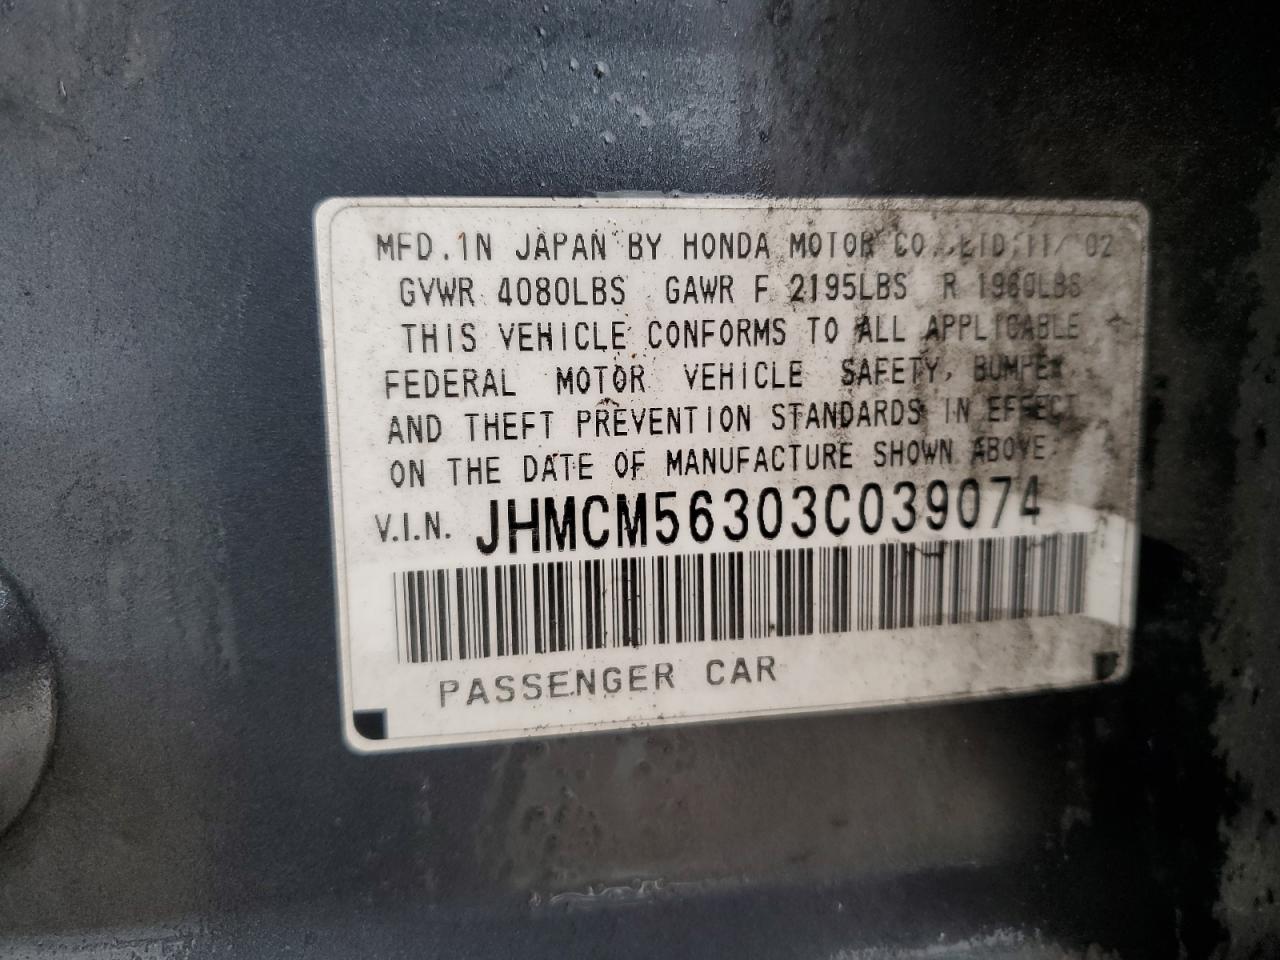 MFD.IN JAPAN BY HONDA MOTOR CO.,LTD.11/'02
GVWR 4080LBS GAWR F 2195LBS R 1960LBS
THIS VEHICLE CONFORMS TO ALL APPLICABLE
FEDERAL MOTOR VEHICLE SAFETY, BUMPER,
AND THEFT PREVENTION STANDARDS IN EFFECT
ON THE DATE OF MANUFACTURE SHOWN ABOVE.
V.I.N. JHMCM56303C039074
PASSENGER CAR